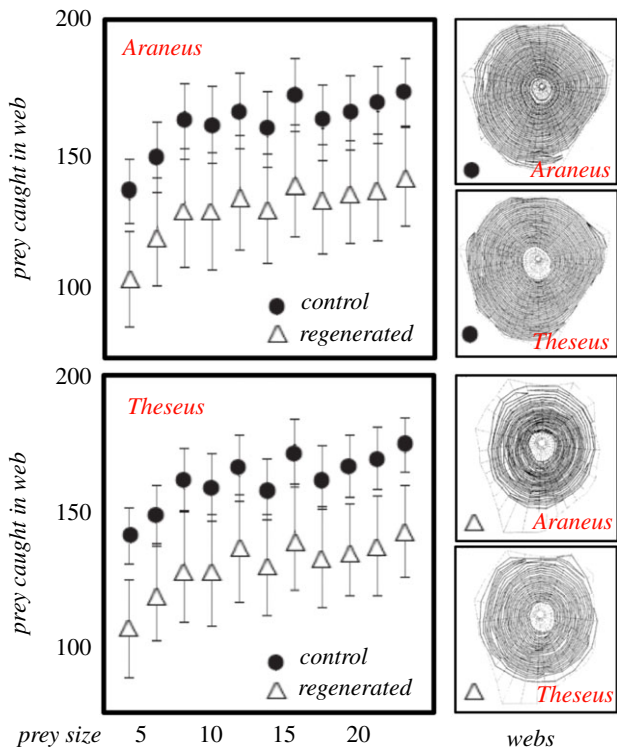 200
Araneus
prey caught in web
150
100
control
regenerated
Araneus
Theseus
200
Theseus
prey caught in web
150
100
control
regenerated
Araneus
Theseus
prey size 5 10 15 20 webs